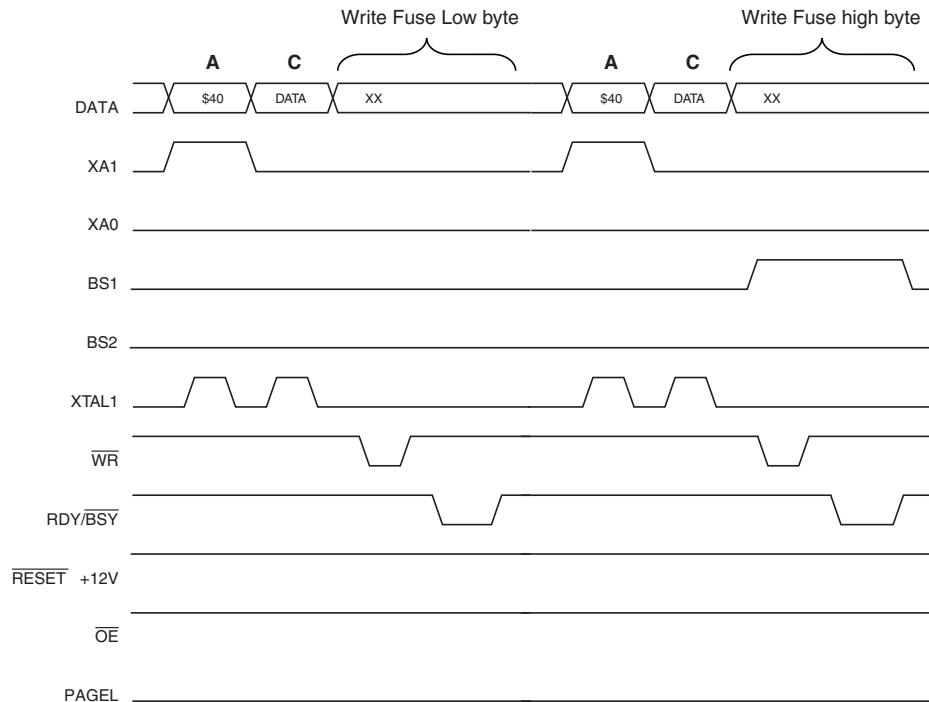 Write Fuse Low byte Write Fuse high byte
A C A C
DATA $40 DATA XX $40 DATA XX
XA1
XA0
BS1
BS2
XTAL1
WR
RDY/BSY
RESET +12V
OE
PAGEL